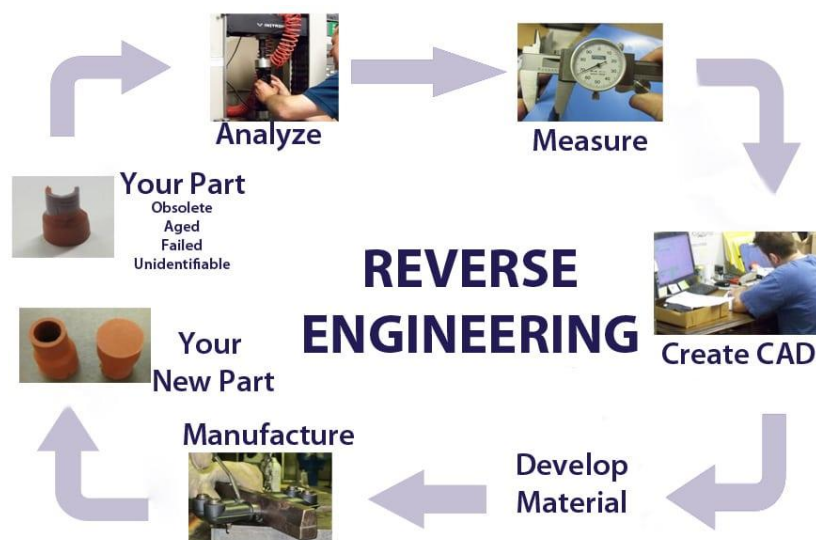 Analyze
Measure
Your Part
Obsolete
Aged
Failed
Unidentifiable
REVERSE
ENGINEERING
Create CAD
Your
New Part
Manufacture
Develop
Material